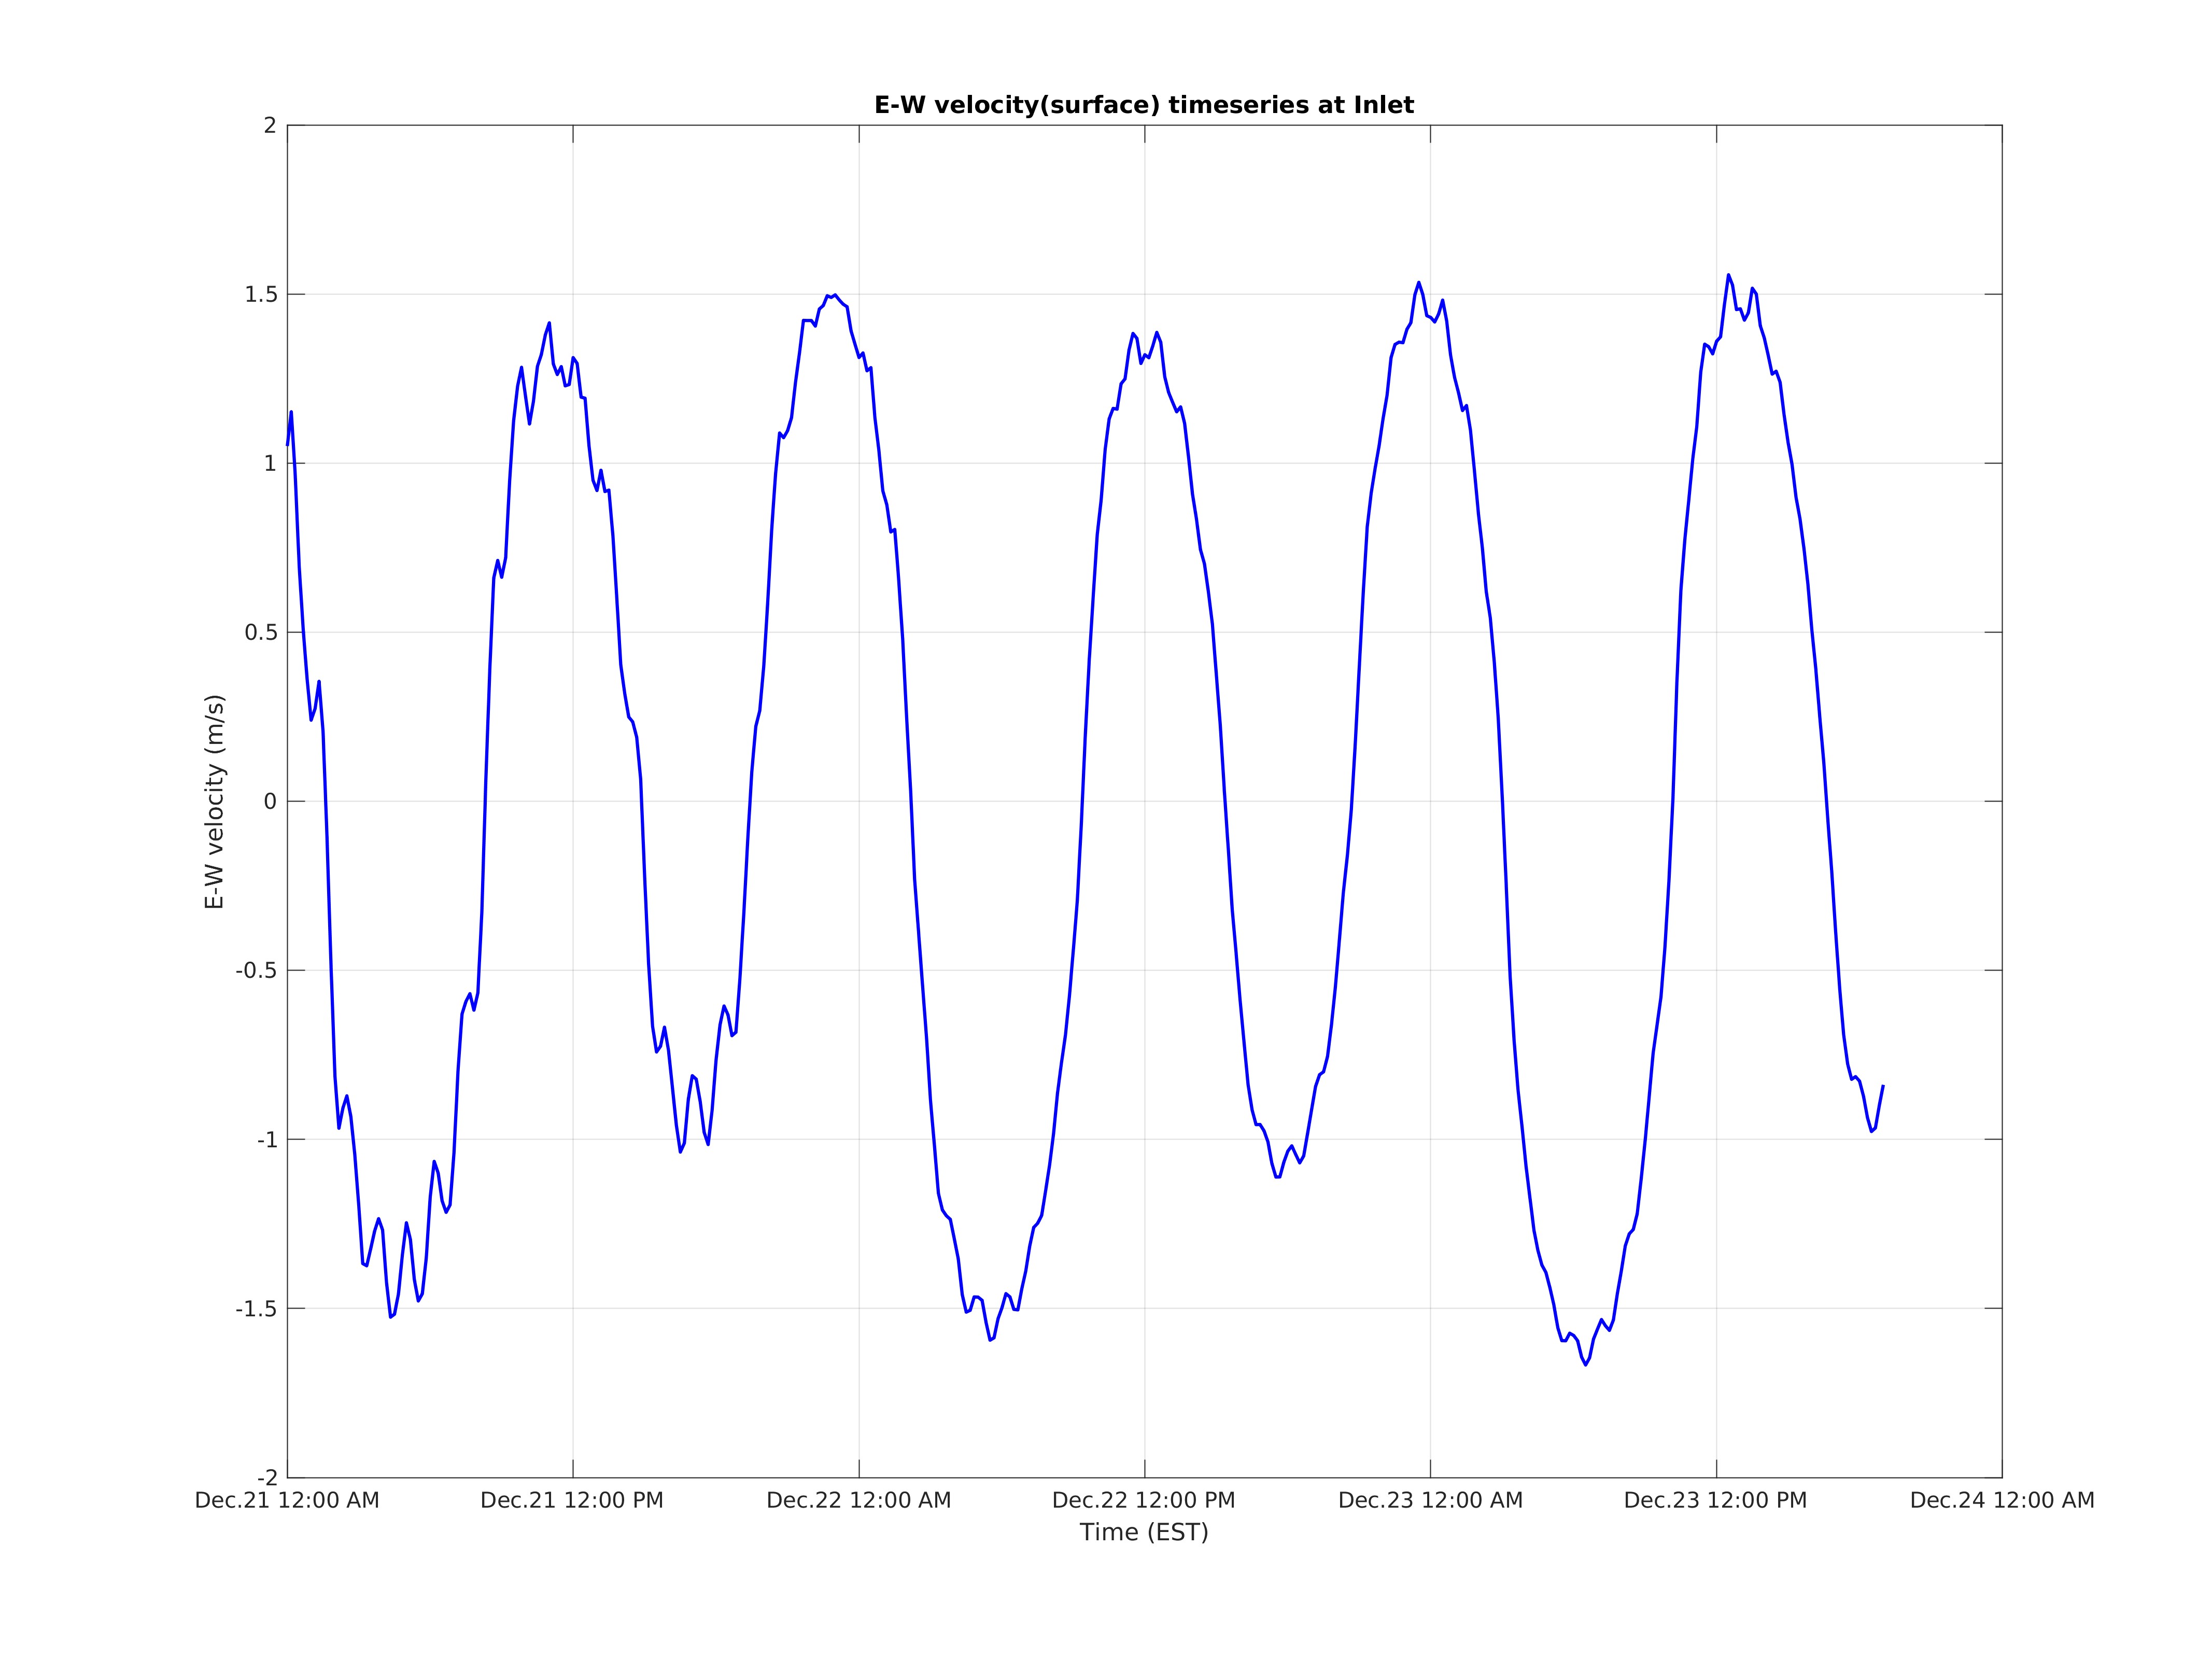 E-W velocity(surface) timeseries at Inlet
2
1.5
1
0.5
0
-0.5
-1
-1.5
-2
E-W velocity (m/s)
Dec.21 12:00 AM Dec.21 12:00 PM Dec.22 12:00 AM Dec.22 12:00 PM Dec.23 12:00 AM Dec.23 12:00 PM Dec.24 12:00 AM
Time (EST)